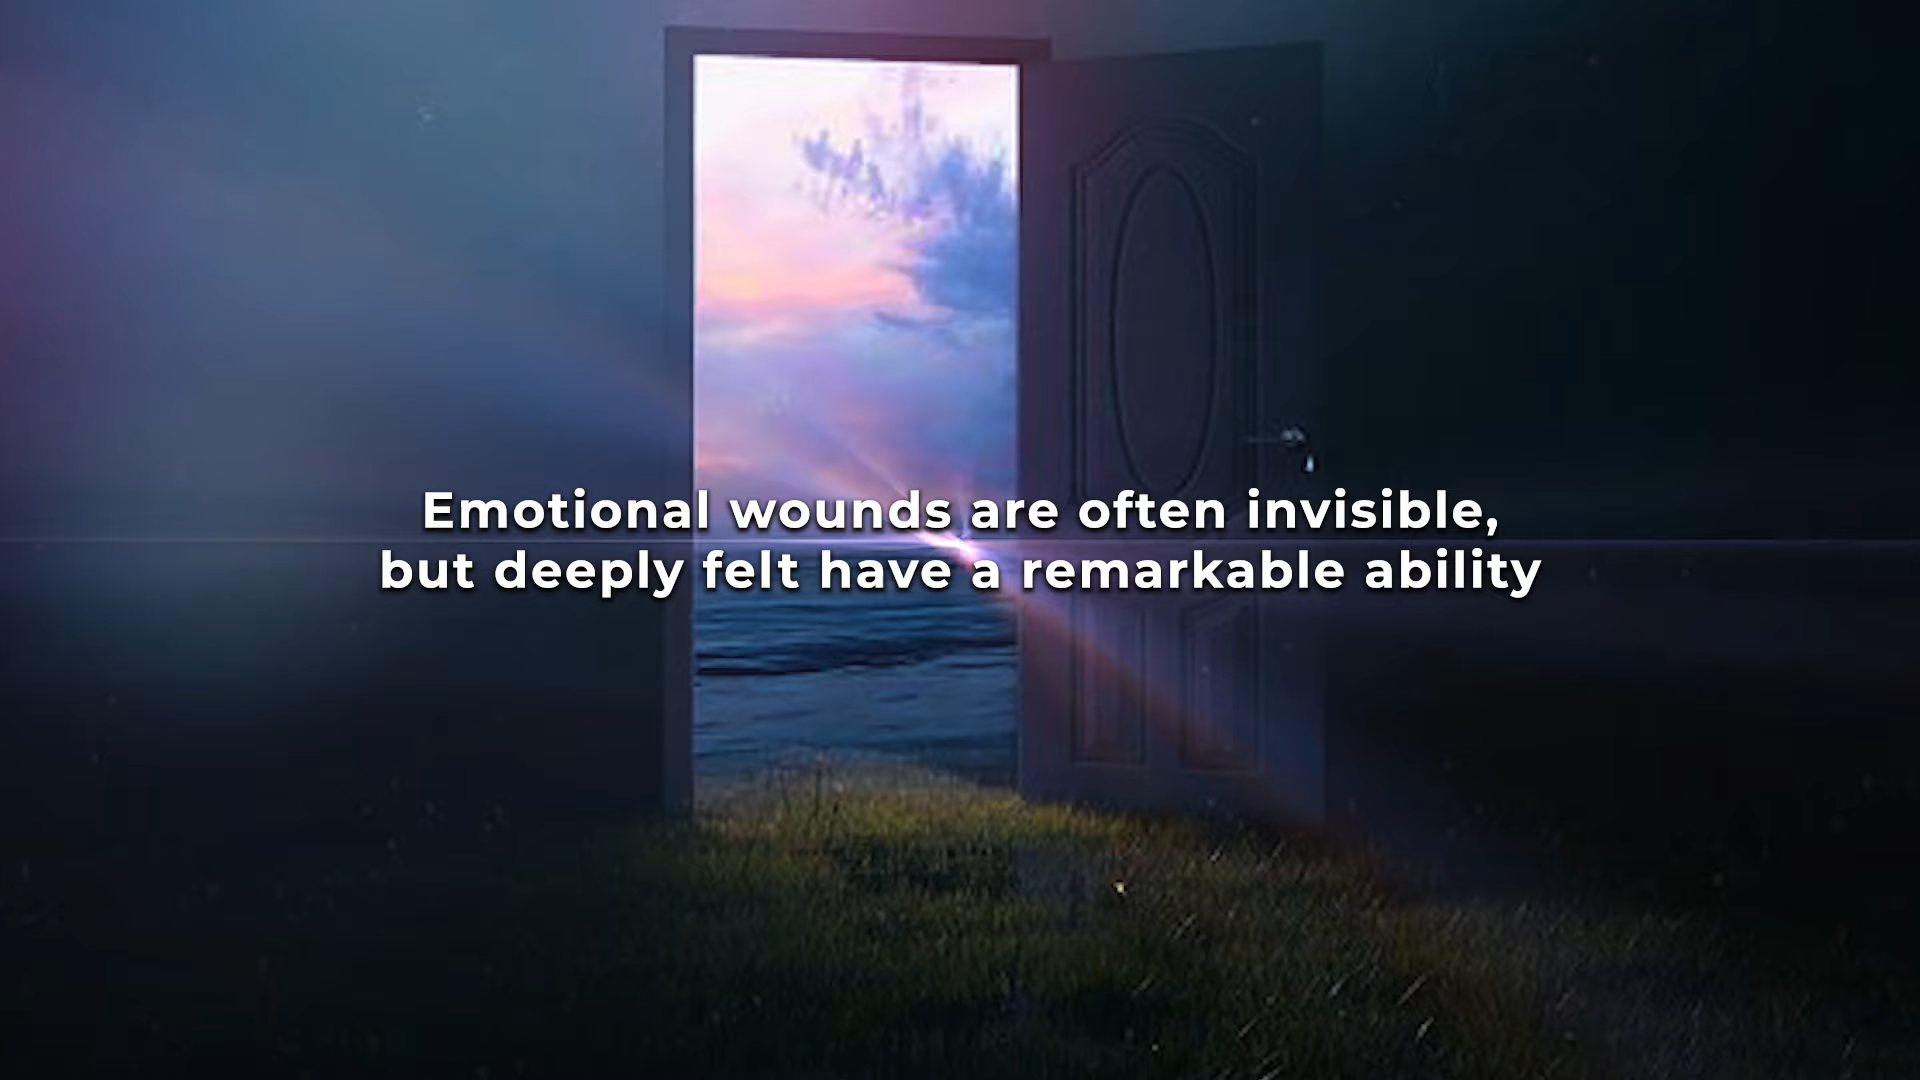 Emotional wounds are often invisible,
but deeply felt have a remarkable ability